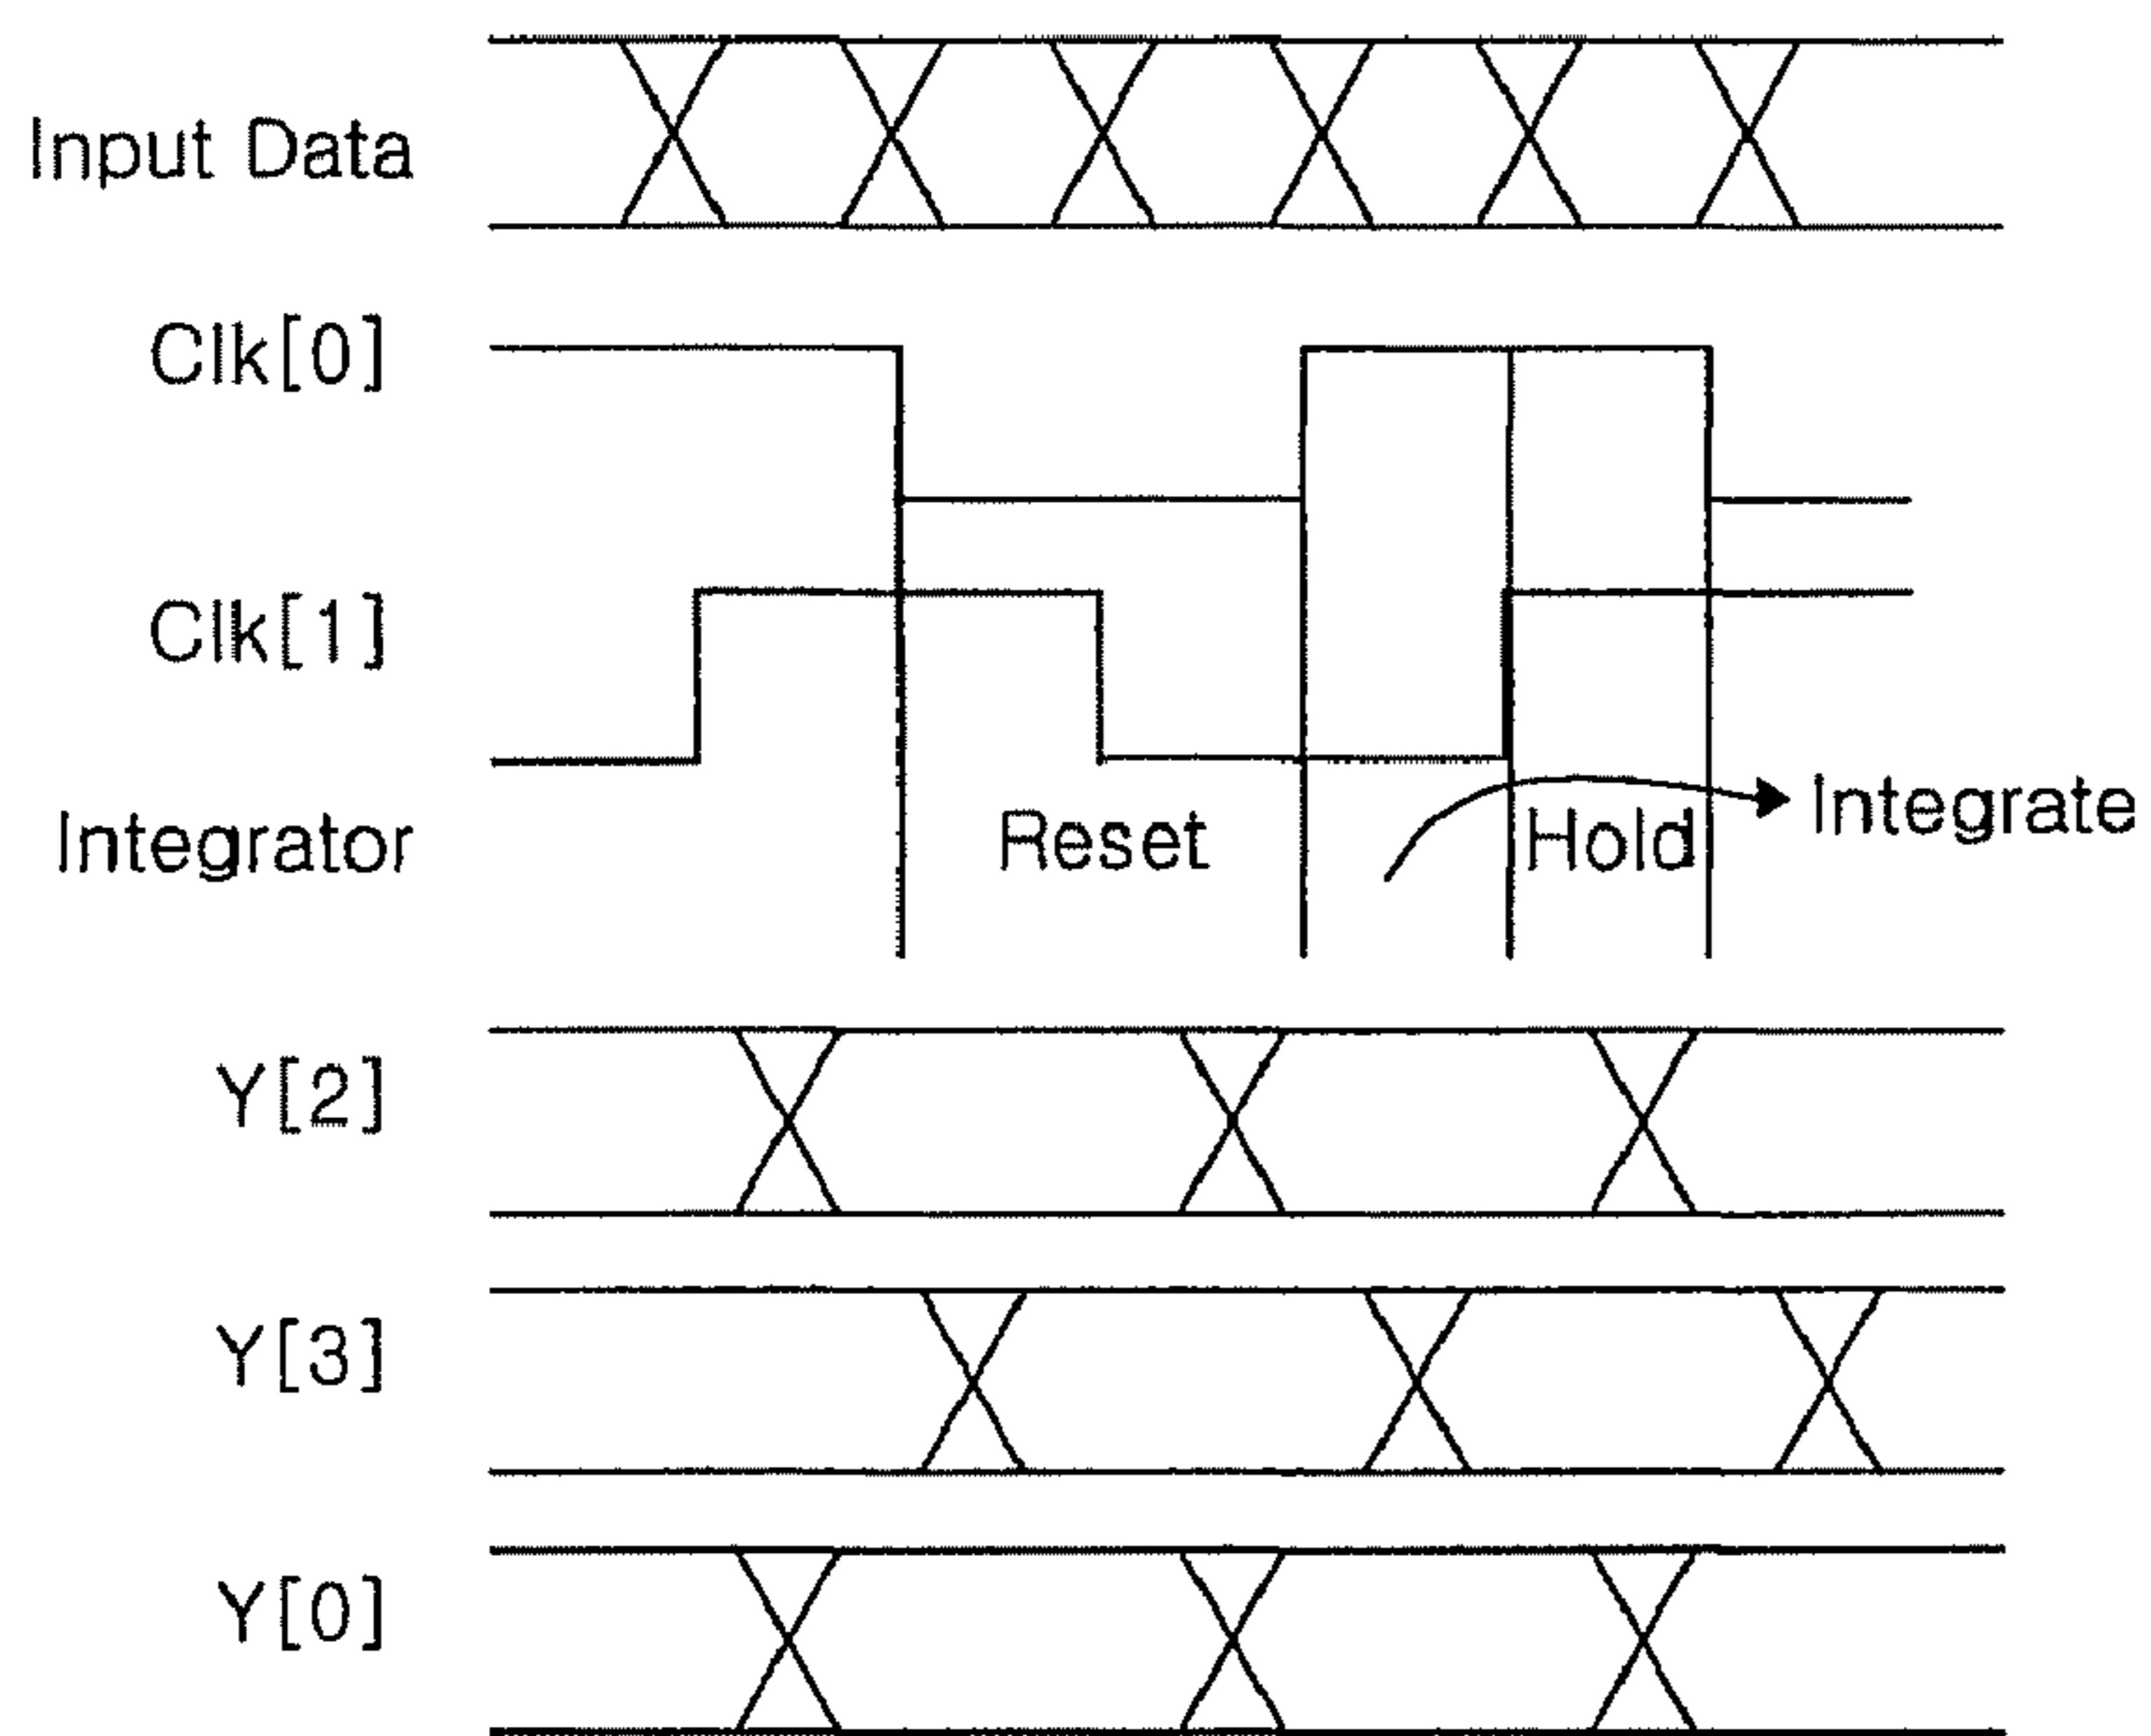 Input Data
Clk[0]
Clk[1]
Integrator
Reset
Hold
Integrate
Y[2]
Y[3]
Y[0]